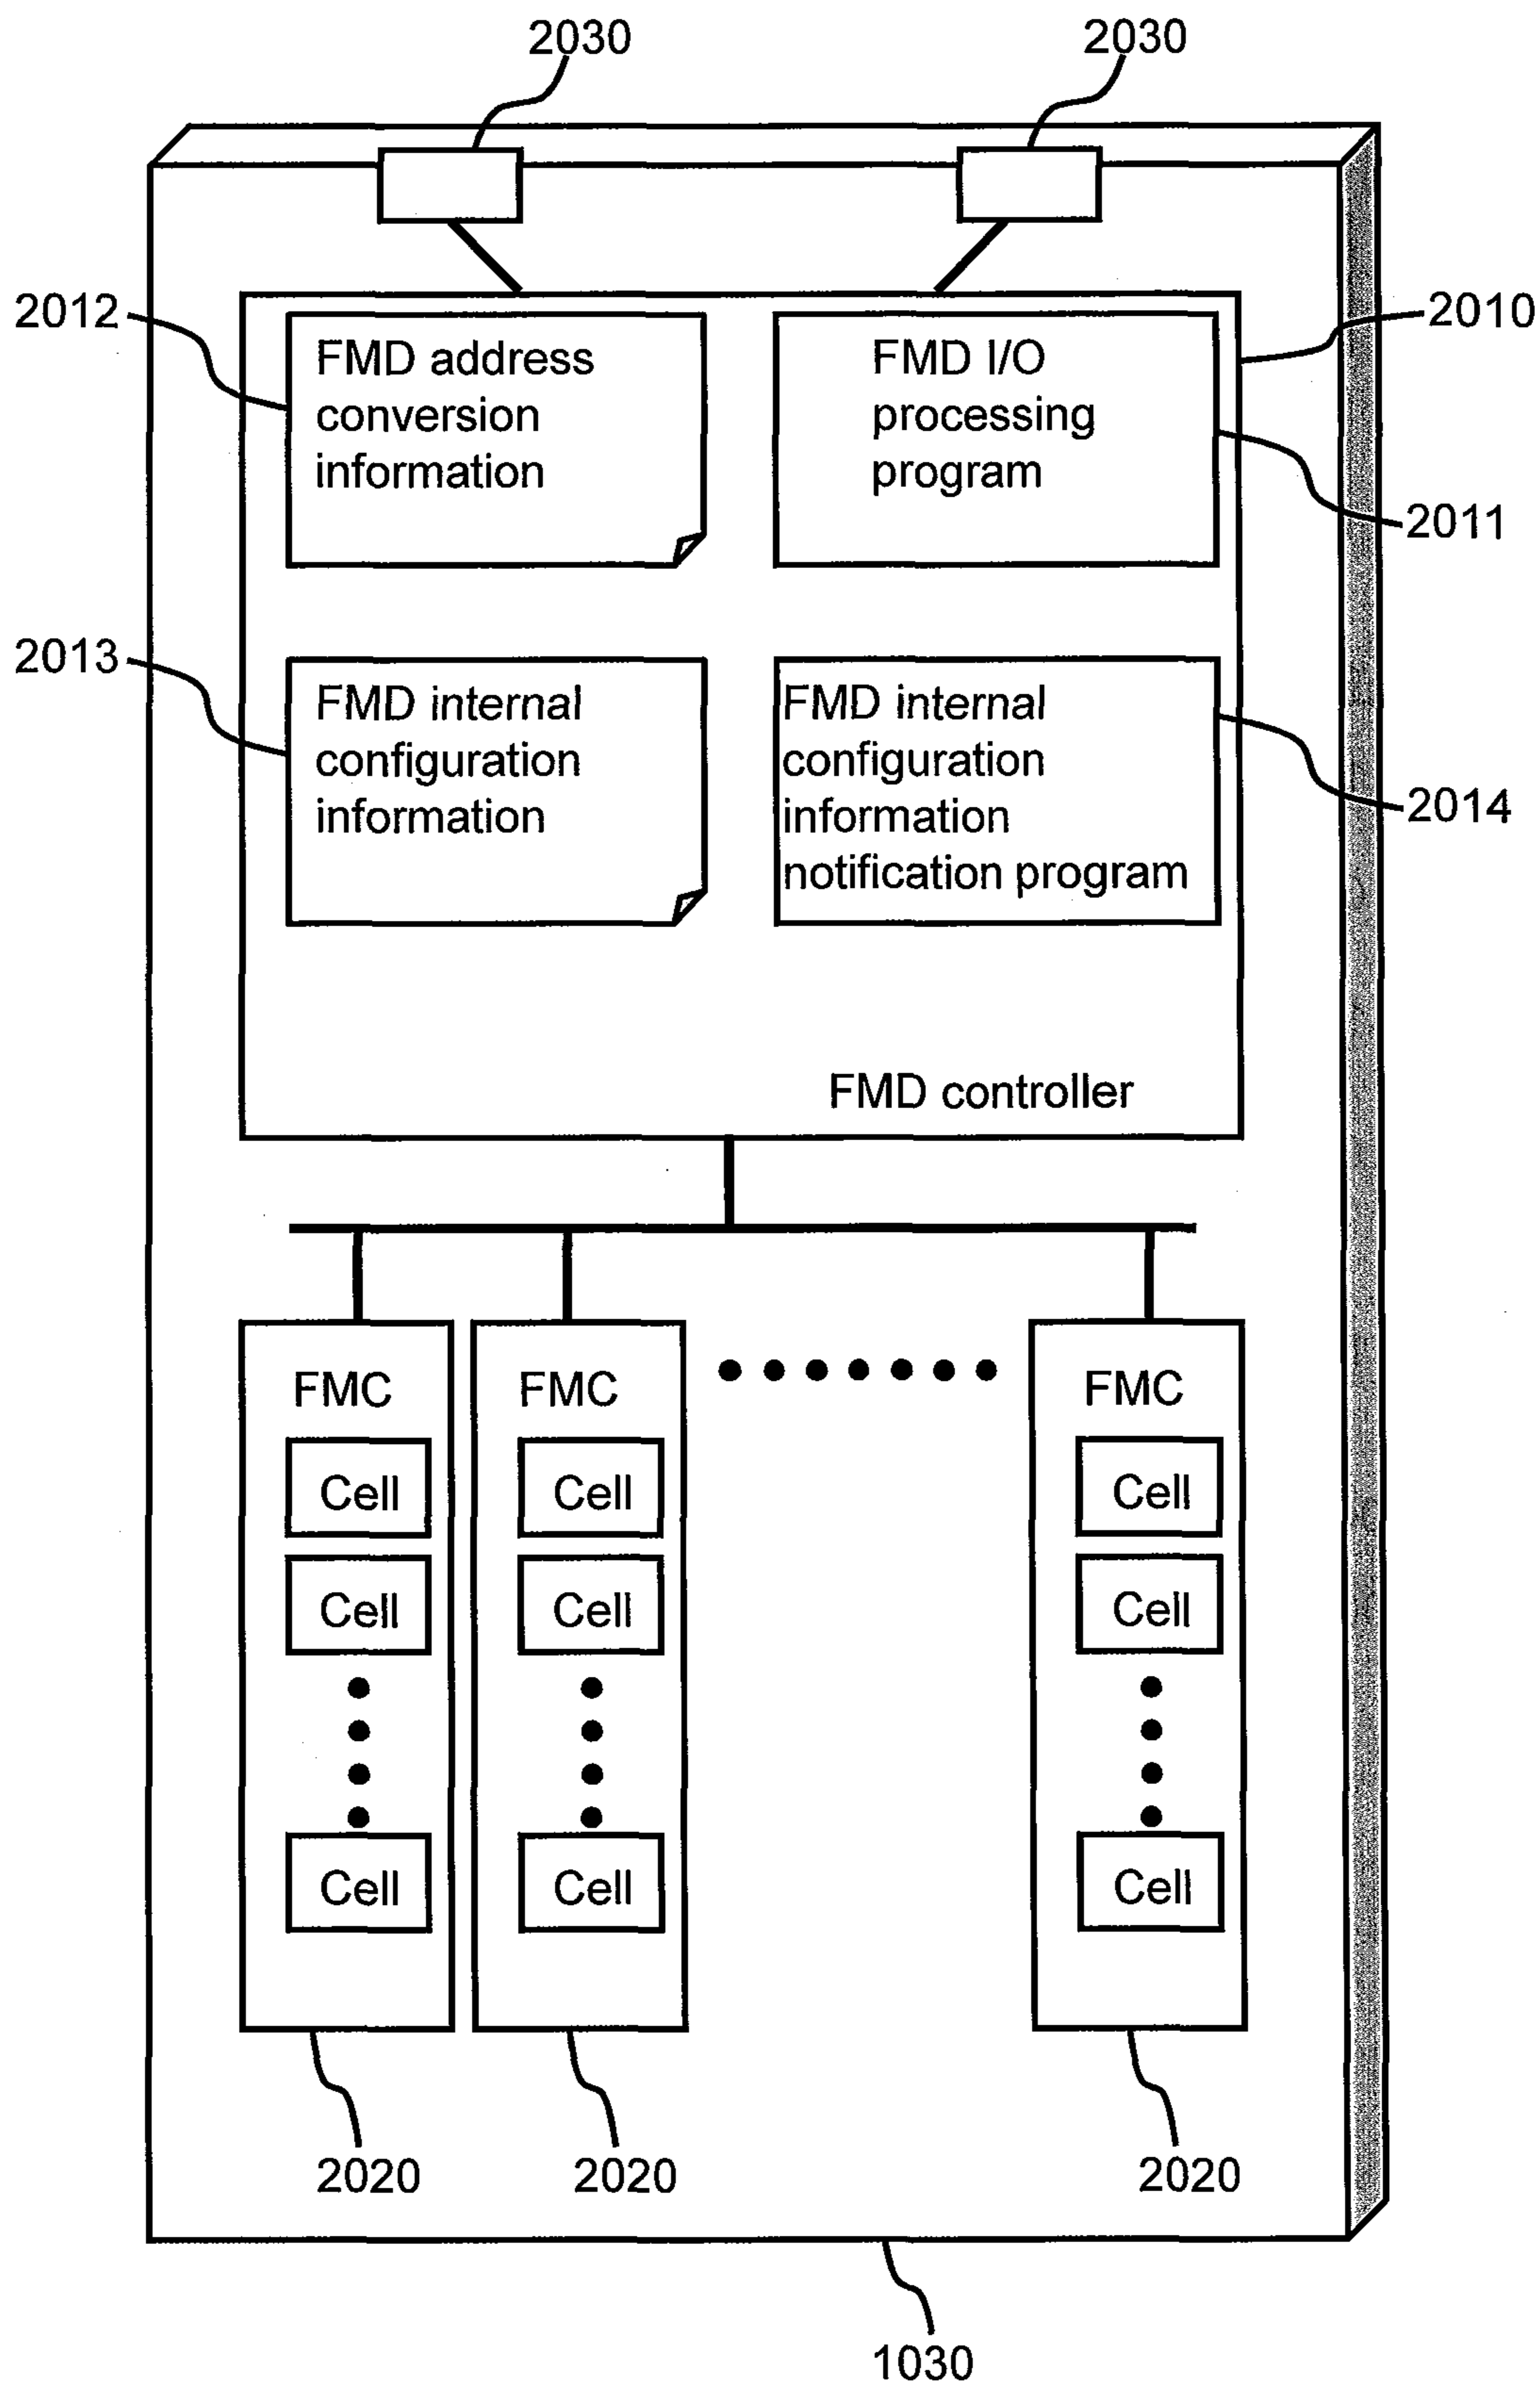 2030
2030
2012
FMD address
conversion
information
FMD I/O
processing
program
2010
2011
2013
FMD internal
configuration
information
FMD internal
configuration
information
notification program
2014
FMD controller
FMC
FMC
FMC
Cell
Cell
Cell
Cell
Cell
Cell
Cell
Cell
Cell
2020
2020
2020
1030